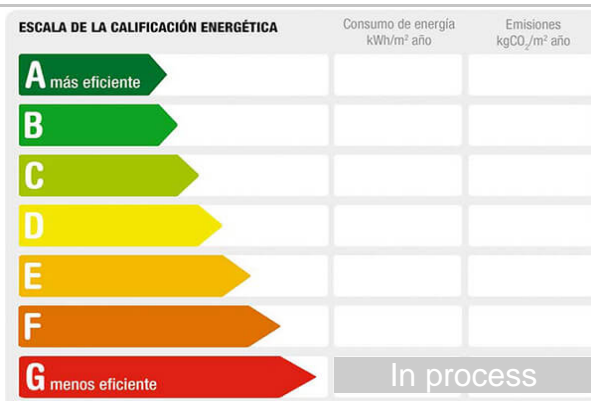 ESCALA DE LA CALIFICACIÓN ENERGÉTICA
Consumo de energía
kWh/m² año
Emisiones
kgCO₂/m² año
A más eficiente
B
C
D
E
F
G menos eficiente
In process